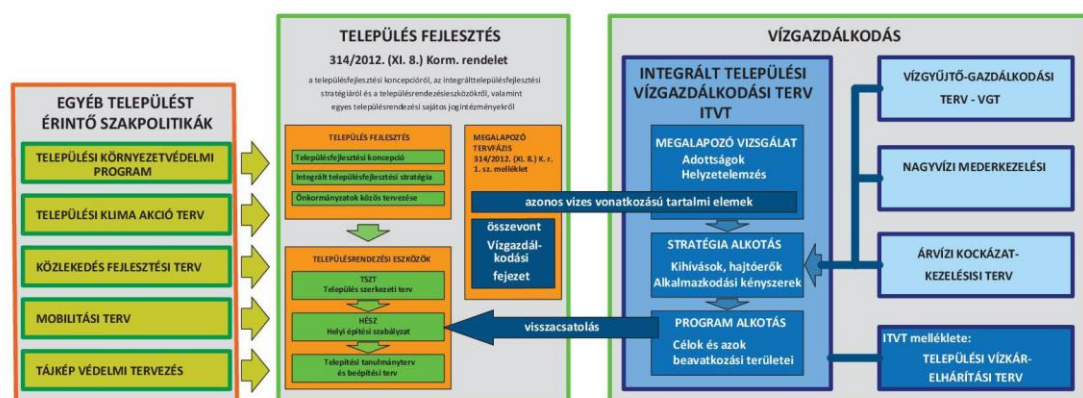 EGYÉB TELEPÜLÉST
ÉRINTŐ SZAKPOLITIKÁK
TELEPÜLÉSI KÖRNYEZETVÉDELMI
PROGRAM
TELEPÜLÉSI KLIMA AKCIÓ TERV
KÖZLEKEDÉS FEJLESZTÉSI TERV
MOBILITÁSI TERV
TÁJKÉP VÉDELMI TERVEZÉS
TELEPÜLÉS FEJLESZTÉS
314/2012. (XI. 8.) Korm. rendelet
a településfejlesztési koncepcióról, az integrálttelepülésfejlesztési
stratégiáról és a településrendezésieszközökről, valamint
egyes településrendezési sajátos jogintézményekről
TELEPÜLÉS FEJLESZTÉS
Településfejlesztési koncepció
Integrált településfejlesztési stratégia
Önkormányzatok közös tervezése
MEGALAPOZÓ
TERVFÁZIS
314/2012. (XI. 8.) K. r.
1. sz. melléklet
összevont
Vízgazdál-
kodási
fejezet
TELEPÜLÉSRENDEZÉSI ESZKÖZÖK
TSZT
Település szerkezeti terv
HÉSZ
Helyi építési szabályzat
Telepítési tanulmányterv
és beépítési terv
azonos vizes vonatkozású tartalmi elemek
visszacsatolás
VÍZGAZDÁLKODÁS
INTEGRÁLT TELEPÜLÉSI
VÍZGAZDÁLKODÁSI TERV
ITVT
MEGALAPOZÓ VIZSGÁLAT
Adottságok
Helyzetelemzés
STRATÉGIA ALKOTÁS
Kihívások, hajtóerők
Alkalmazkodási kényszerek
PROGRAM ALKOTÁS
Célok és azok
beavatkozási területei
VÍZGYŰJTŐ-GAZDÁLKODÁSI
TERV - VGT
NAGYVÍZI MEDERKEZELÉSI
ÁRVÍZI KOCKÁZAT-
KEZELÉSISI TERV
ITVT melléklete:
TELEPÜLÉSI VÍZKÁR-
ELHÁRÍTÁSI TERV